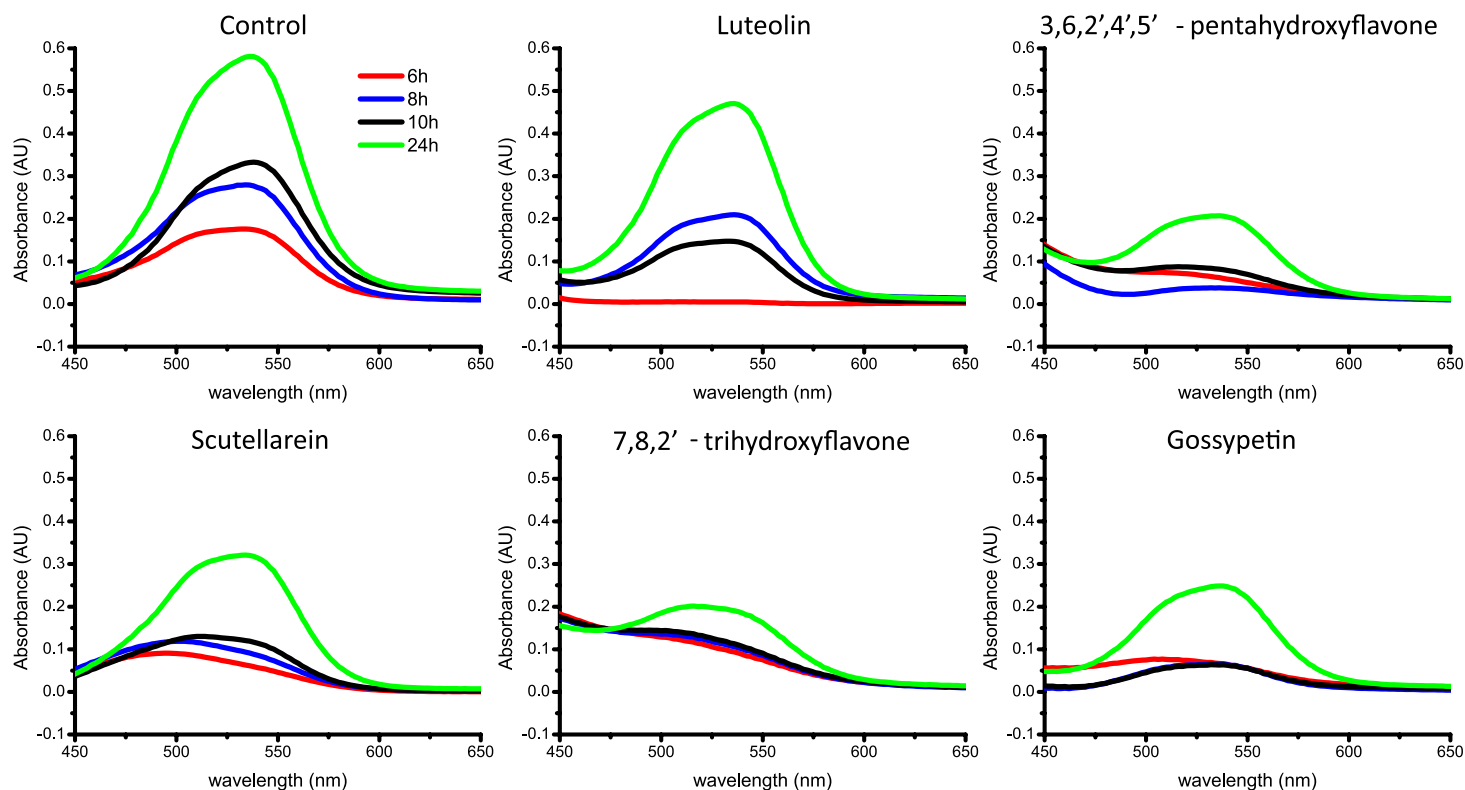 Control
0.6
0.5
0.4
0.3
0.2
0.1
0.0
-0.1
Absorbance (AU)
6h
8h
10h
24h
450 500 550 600 650
wavelength (nm)
Luteolin
0.6
0.5
0.4
0.3
0.2
0.1
0.0
-0.1
Absorbance (AU)
450 500 550 600 650
wavelength (nm)
3,6,2’,4’,5’ - pentahydroxyflavone
0.6
0.5
0.4
0.3
0.2
0.1
0.0
-0.1
Absorbance (AU)
450 500 550 600 650
wavelength (nm)
Scutellarein
0.6
0.5
0.4
0.3
0.2
0.1
0.0
-0.1
Absorbance (AU)
450 500 550 600 650
wavelength (nm)
7,8,2’ - trihydroxyflavone
0.6
0.5
0.4
0.3
0.2
0.1
0.0
-0.1
Absorbance (AU)
450 500 550 600 650
wavelength (nm)
Gossypetin
0.6
0.5
0.4
0.3
0.2
0.1
0.0
-0.1
Absorbance (AU)
450 500 550 600 650
wavelength (nm)